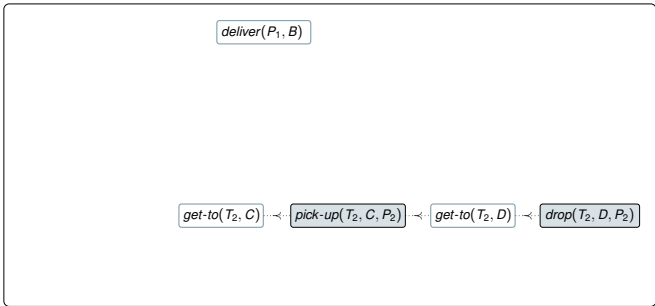 deliver(P₁, B)
get-to(T₂, C) ≺ pick-up(T₂, C, P₂) ≺ get-to(T₂, D) ≺ drop(T₂, D, P₂)